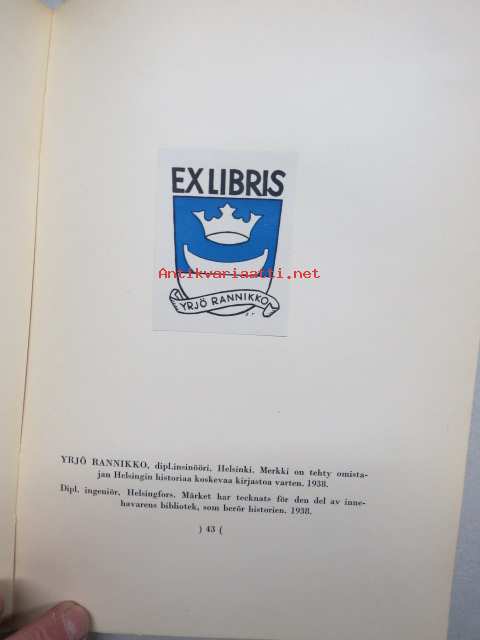 EX LIBRIS
Antikvariaatti.net
YRJÖ RANNIKKO
YRJÖ RANNIKKO, dipl.insinööri, Helsinki. Merkki on tehty omista-
jan Helsingin historiaa koskevaa kirjastoa varten. 1938.
Dipl. ingeniör, Helsingfors. Märket har tecknats för den del av inne-
havarens bibliotek, som berör historien. 1938.
) 43 (